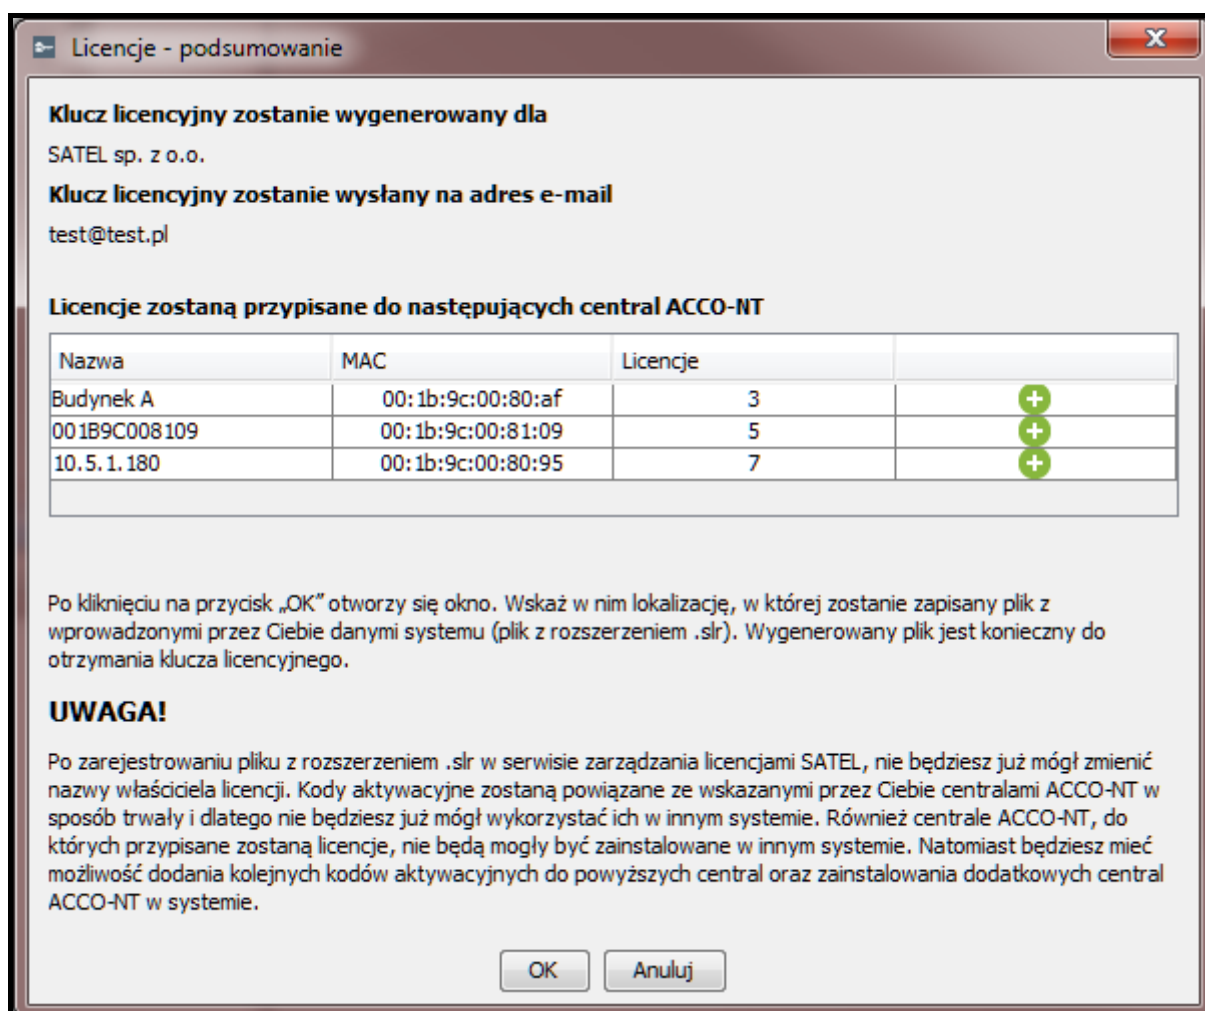 Licencje - podsumowanie
Klucz licencyjny zostanie wygenerowany dla
SATEL sp. z o.o.
Klucz licencyjny zostanie wysłany na adres e-mail
test@test.pl
Licencje zostaną przypisane do następujących central ACCO-NT
Nazwa MAC Licencje
Budynek A 00:1b:9c:00:80:af 3
001B9C008109 00:1b:9c:00:81:09 5
10.5.1.180 00:1b:9c:00:80:95 7
Po kliknięciu na przycisk „OK” otworzy się okno. Wskaż w nim lokalizację, w której zostanie zapisany plik z
wprowadzonymi przez Ciebie danymi systemu (plik z rozszerzeniem .slr). Wygenerowany plik jest konieczny do
otrzymania klucza licencyjnego.
UWAGA!
Po zarejestrowaniu pliku z rozszerzeniem .slr w serwisie zarządzania licencjami SATEL, nie będziesz już mógł zmienić
nazwy właściciela licencji. Kody aktywacyjne zostaną powiązane ze wskazanymi przez Ciebie centralami ACCO-NT w
sposób trwały i dlatego nie będziesz już mógł wykorzystać ich w innym systemie. Również centrale ACCO-NT, do
których przypisane zostaną licencje, nie będą mogły być zainstalowane w innym systemie. Natomiast będziesz mieć
możliwość dodania kolejnych kodów aktywacyjnych do powyższych central oraz zainstalowania dodatkowych central
ACCO-NT w systemie.
OK Anuluj